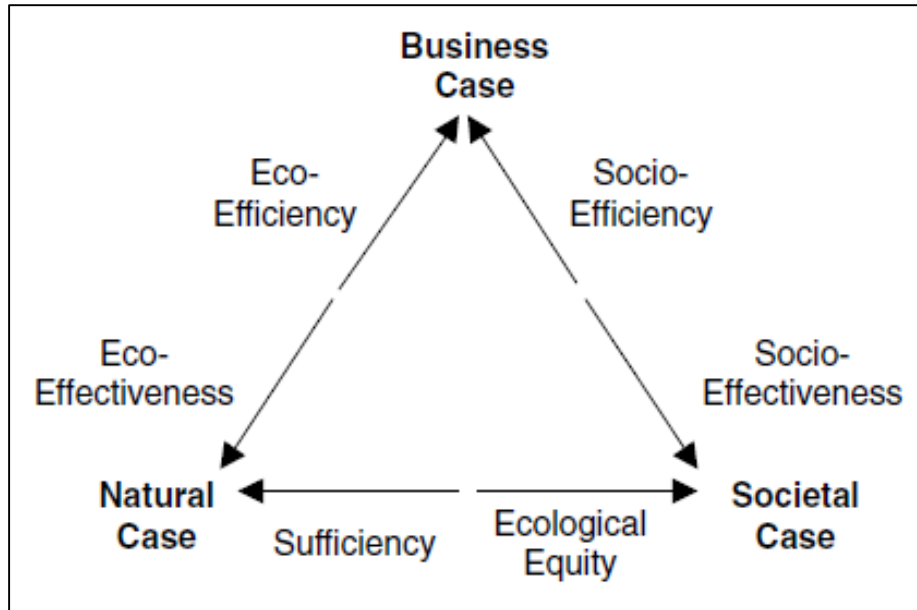 Business
Case
Eco-
Efficiency
Socio-
Efficiency
Eco-
Effectiveness
Socio-
Effectiveness
Natural
Case
Sufficiency
Ecological
Equity
Societal
Case